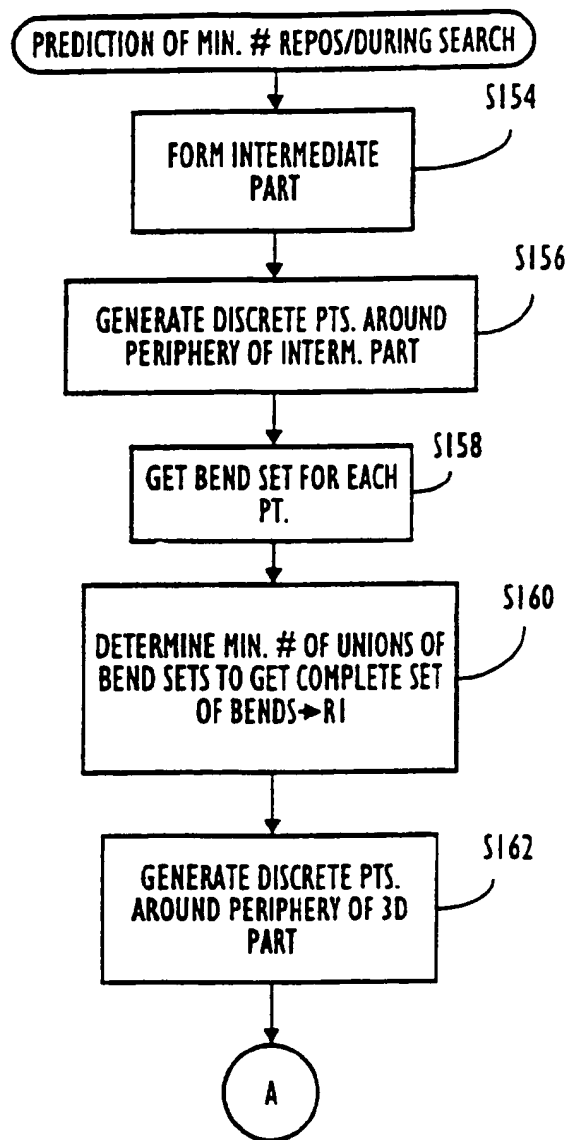 PREDICTION OF MIN. # REPOS/DURING SEARCH
S154
FORM INTERMEDIATE
PART
S156
GENERATE DISCRETE PTS. AROUND
PERIPHERY OF INTERM. PART
S158
GET BEND SET FOR EACH
PT.
S160
DETERMINE MIN. # OF UNIONS OF
BEND SETS TO GET COMPLETE SET
OF BENDS→R1
S162
GENERATE DISCRETE PTS.
AROUND PERIPHERY OF 3D
PART
A